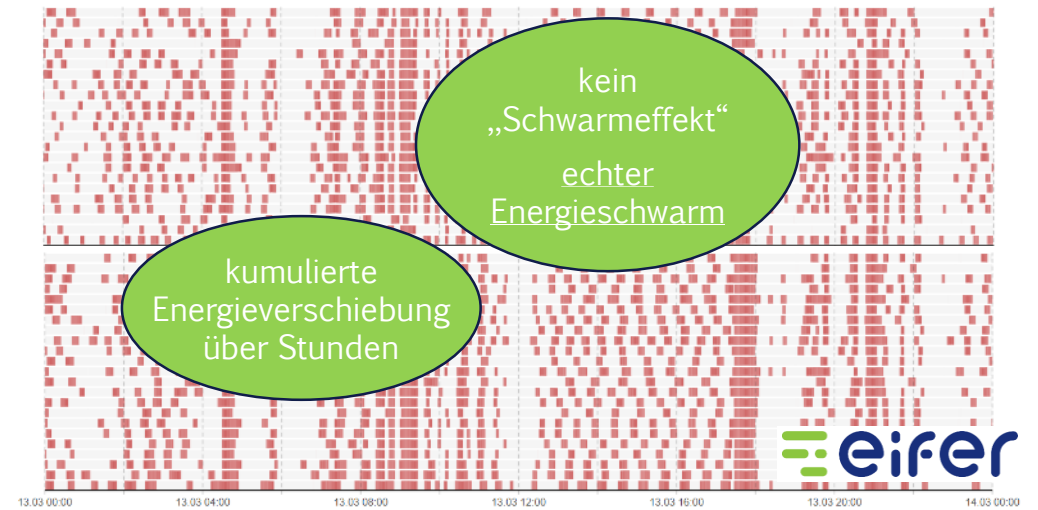 kein
„Schwarmeffekt“
echter
Energieschwarm
kumulierte
Energieverschiebung
über Stunden
eifer
13.03 00:00
13.03 04:00
13.03 08:00
13.03 12:00
13.03 16:00
13.03 20:00
14.03 00:00